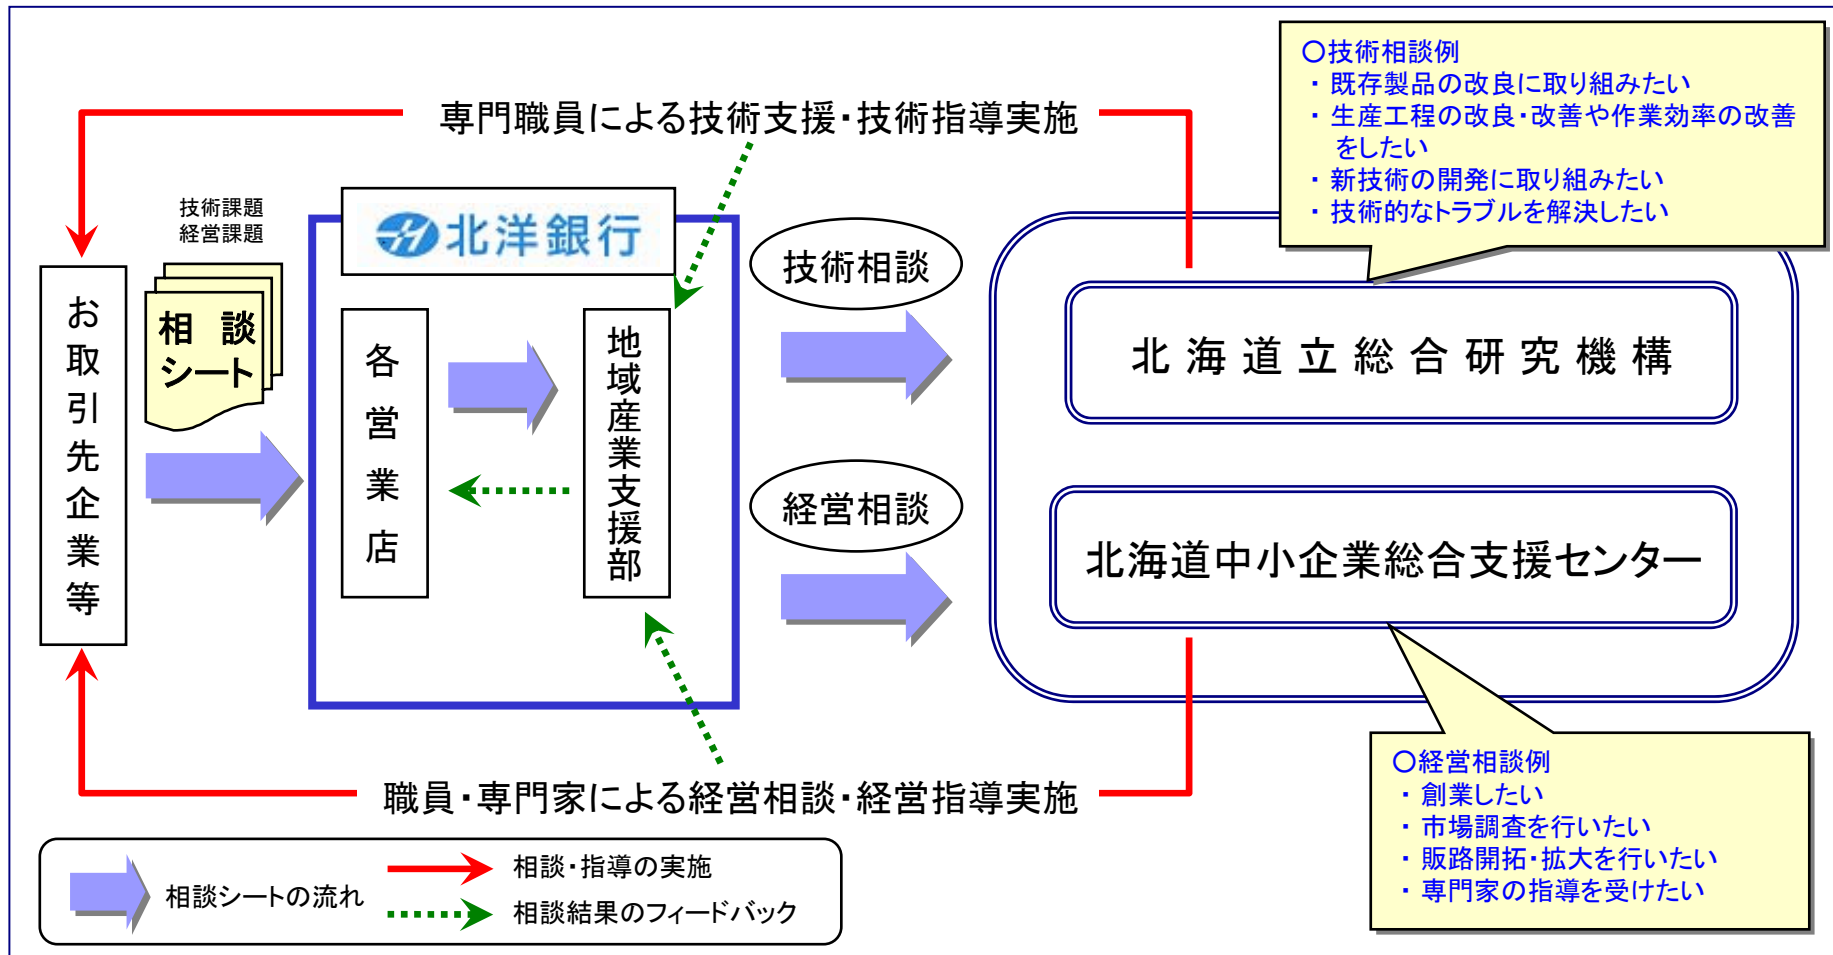 ○技術相談例
・ 既存製品の改良に取り組みたい
・ 生産工程の改良・改善や作業効率の改善
をしたい
・ 新技術の開発に取り組みたい
・ 技術的なトラブルを解決したい
専門職員による技術支援・技術指導実施
技術課題
経営課題
相 談
シート
お取引先企業等
北洋銀行
各営業店
地域産業支援部
技術相談
経営相談
北海道立総合研究機構
北海道中小企業総合支援センター
職員・専門家による経営相談・経営指導実施
○経営相談例
・ 創業したい
・ 市場調査を行いたい
・ 販路開拓・拡大を行いたい
・ 専門家の指導を受けたい
相談シートの流れ
相談・指導の実施
相談結果のフィードバック